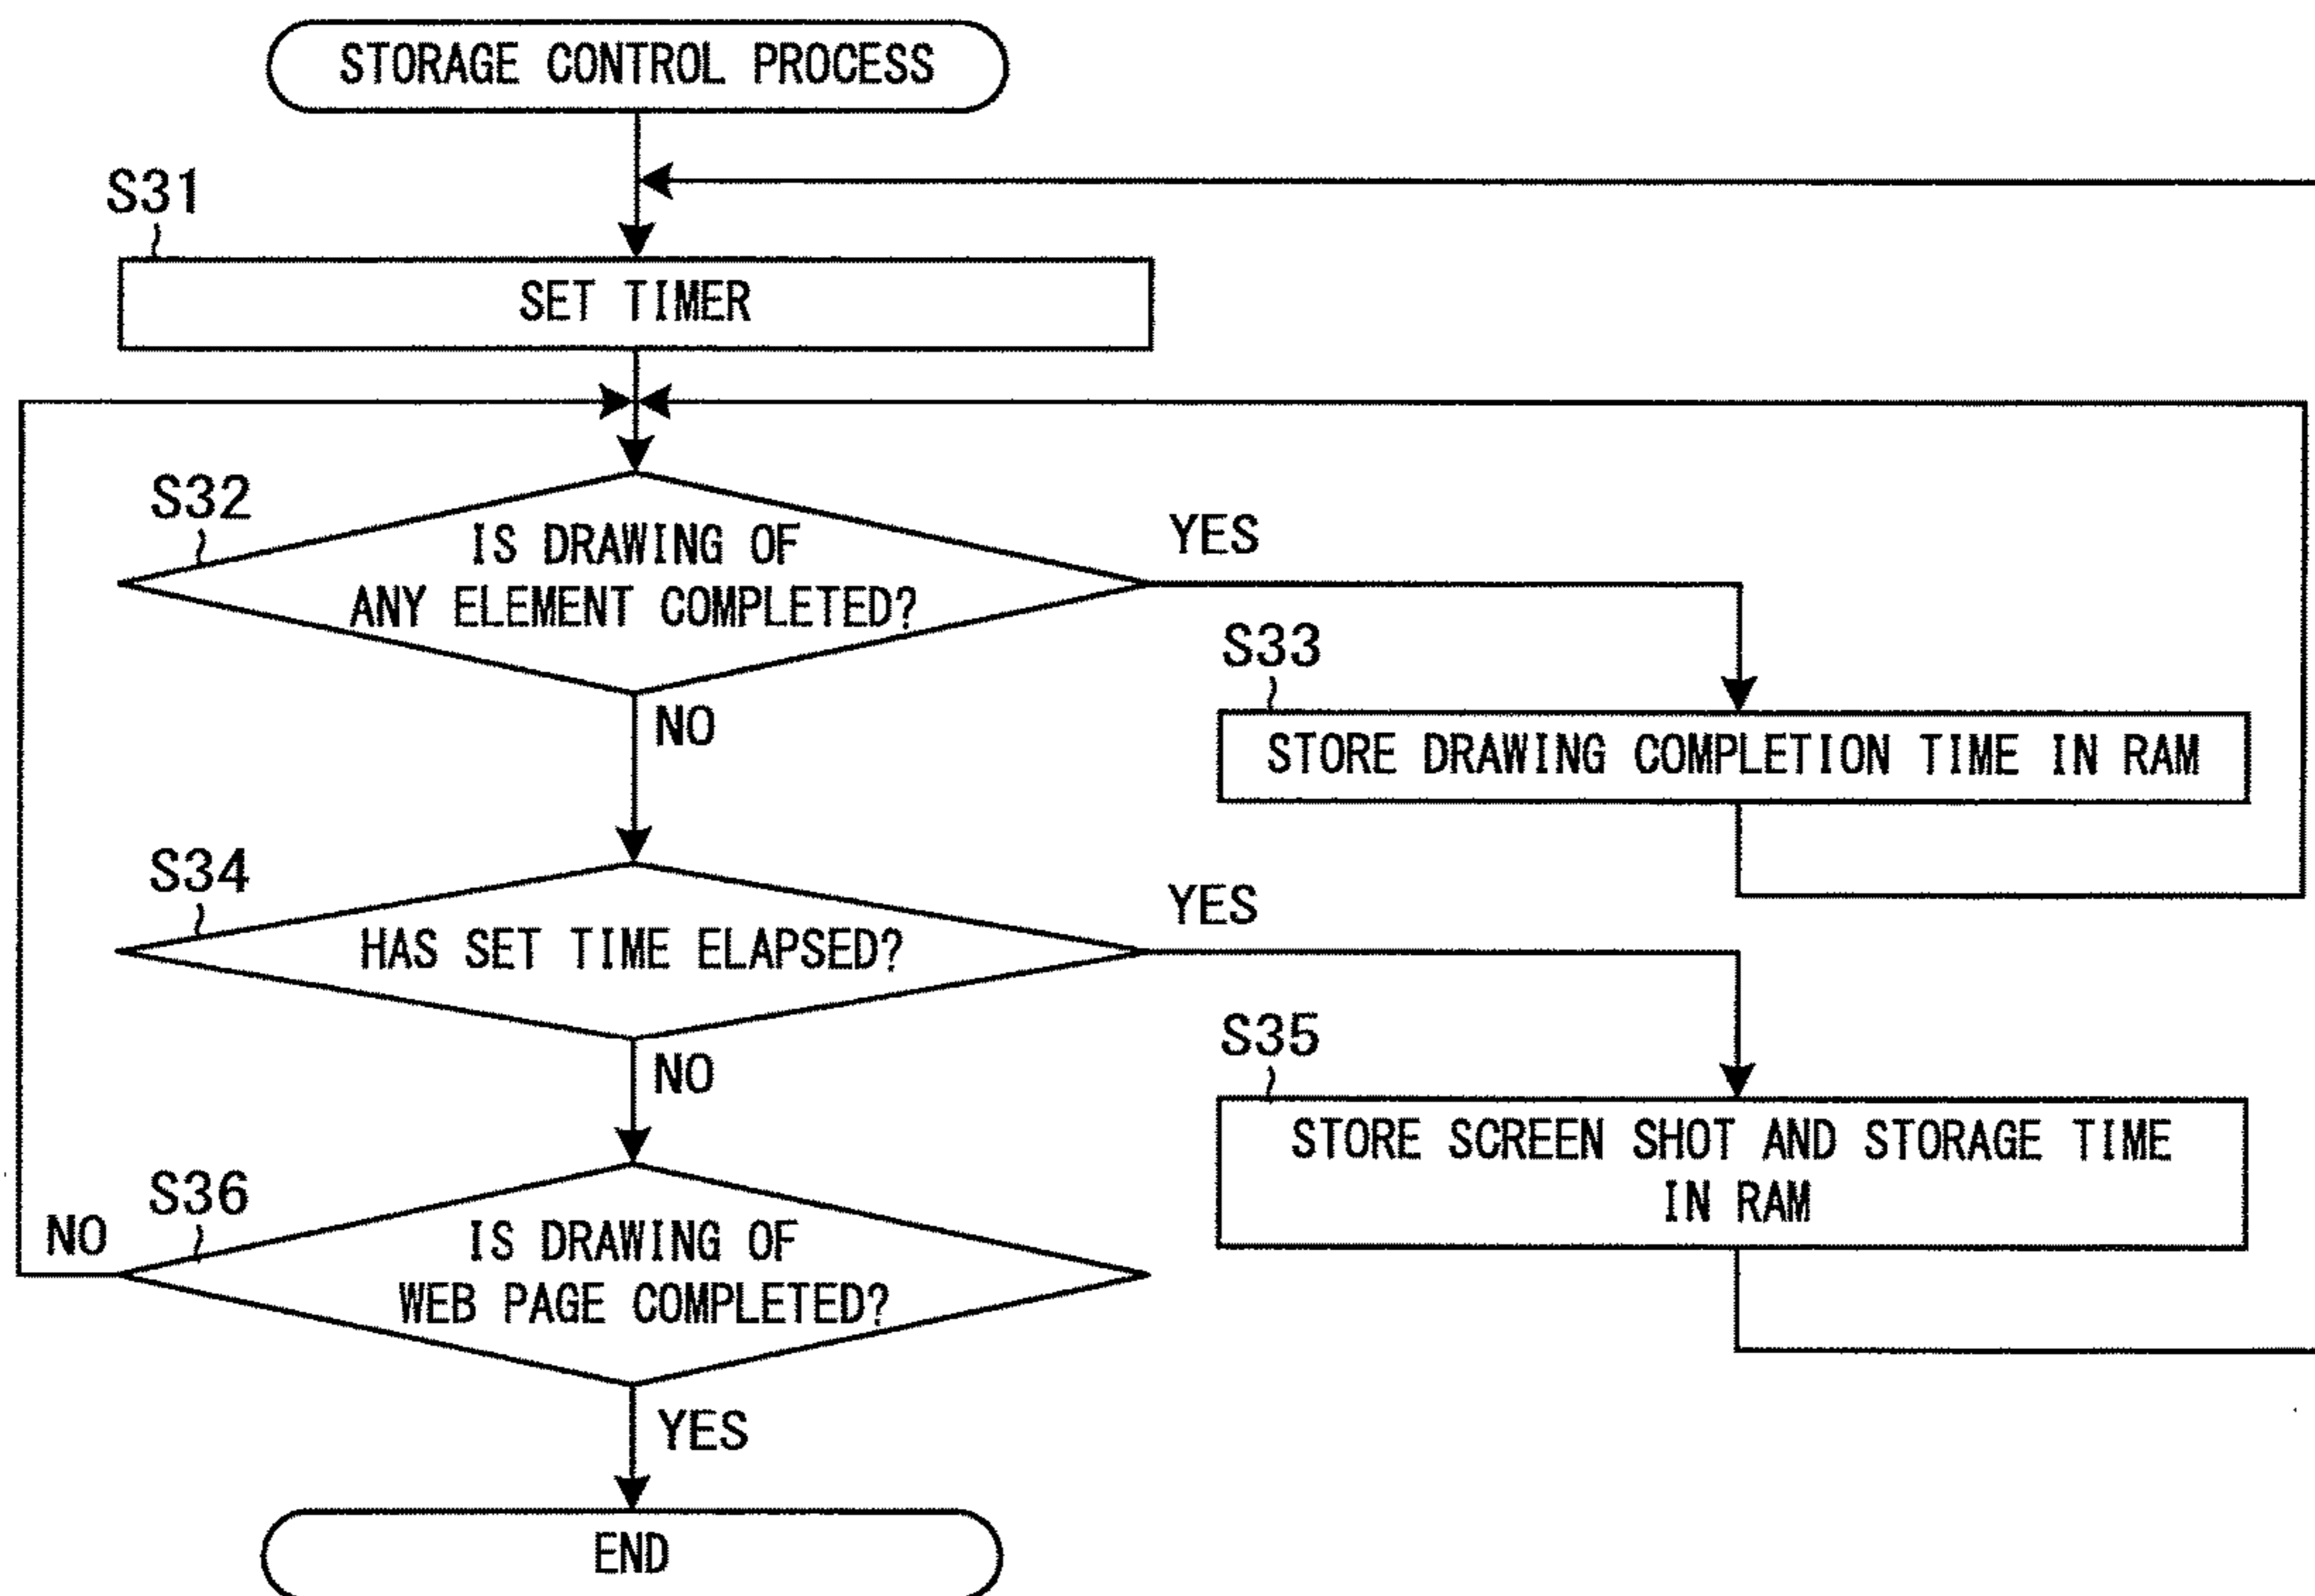 STORAGE CONTROL PROCESS
S31
SET TIMER
S32
IS DRAWING OF
ANY ELEMENT COMPLETED?
YES
NO
S33
STORE DRAWING COMPLETION TIME IN RAM
S34
HAS SET TIME ELAPSED?
YES
NO
S35
STORE SCREEN SHOT AND STORAGE TIME
IN RAM
S36
NO
IS DRAWING OF
WEB PAGE COMPLETED?
YES
END